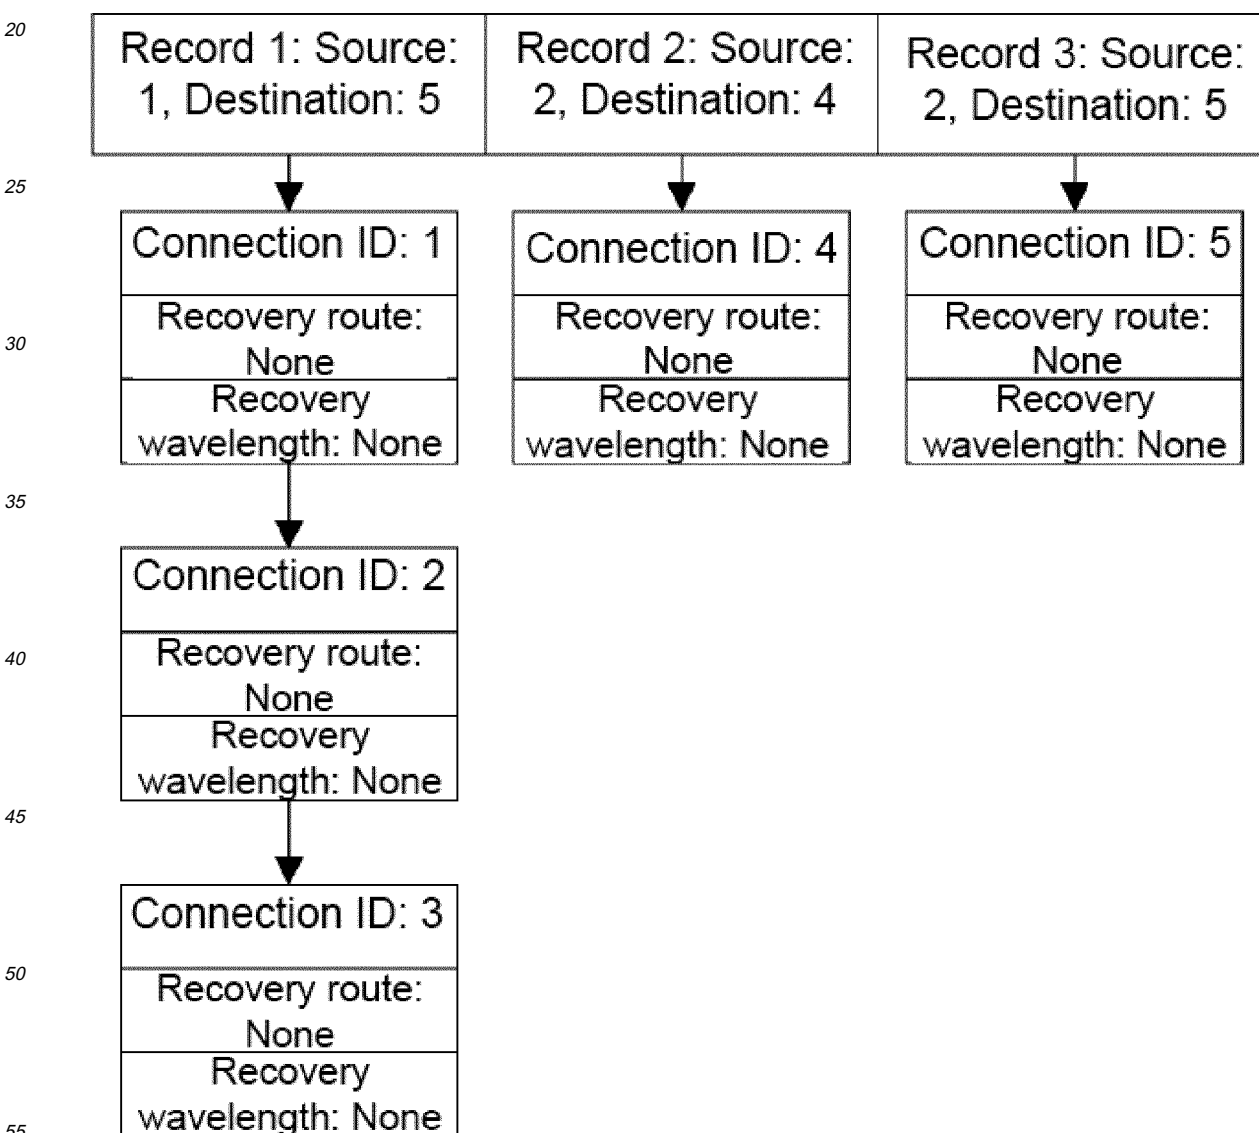 20
Record 1: Source:
1, Destination: 5
Record 2: Source:
2, Destination: 4
Record 3: Source:
2, Destination: 5
25
Connection ID: 1
Recovery route:
None
Recovery
wavelength: None
Connection ID: 4
Recovery route:
None
Recovery
wavelength: None
Connection ID: 5
Recovery route:
None
Recovery
wavelength: None
30
35
Connection ID: 2
Recovery route:
None
Recovery
wavelength: None
40
45
Connection ID: 3
Recovery route:
None
Recovery
wavelength: None
50
55